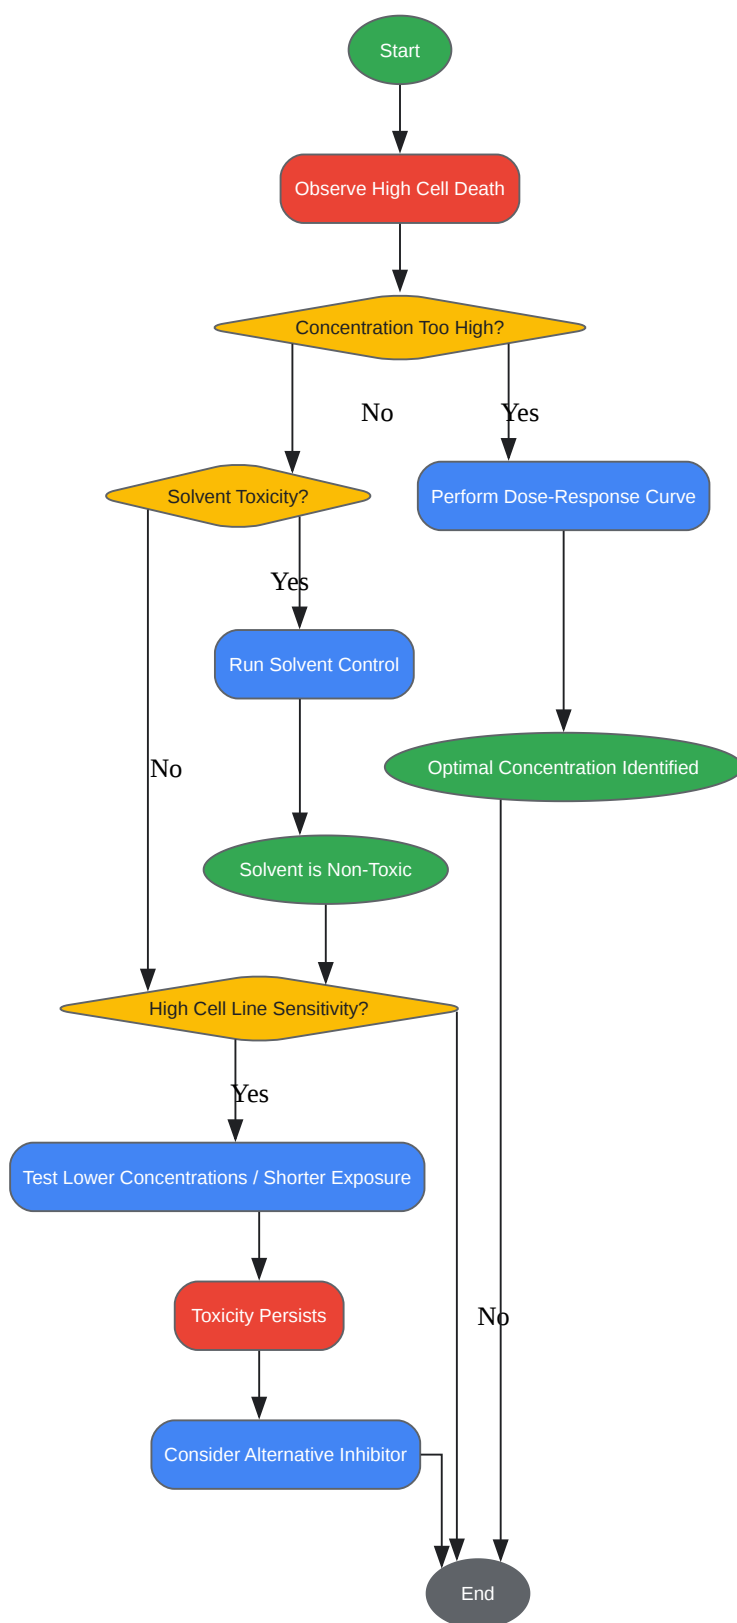 Start
Observe High Cell Death
Concentration Too High?
No
Yes
Solvent Toxicity?
Perform Dose-Response Curve
Yes
Run Solvent Control
No
Optimal Concentration Identified
Solvent is Non-Toxic
High Cell Line Sensitivity?
Yes
Test Lower Concentrations / Shorter Exposure
Toxicity Persists
No
Consider Alternative Inhibitor
End